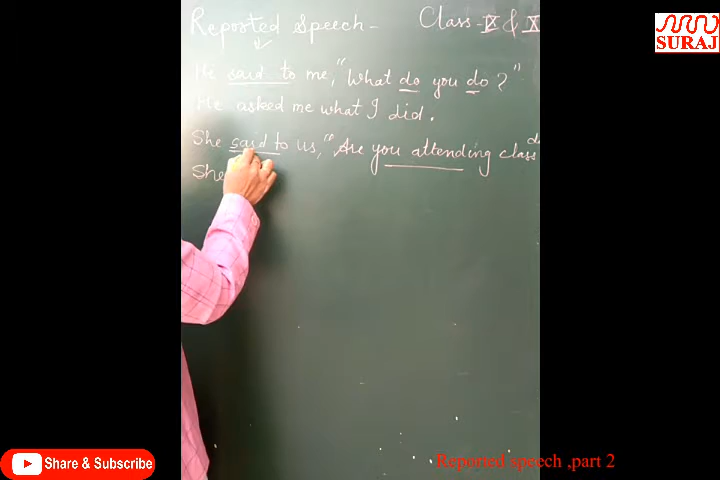 Reported Speech - Class - IX & X
He said to me, "What do you do?"
He asked me what I did.
She said to us, "Are you attending class
She
SURAJ
Share & Subscribe
Reported speech ,part 2